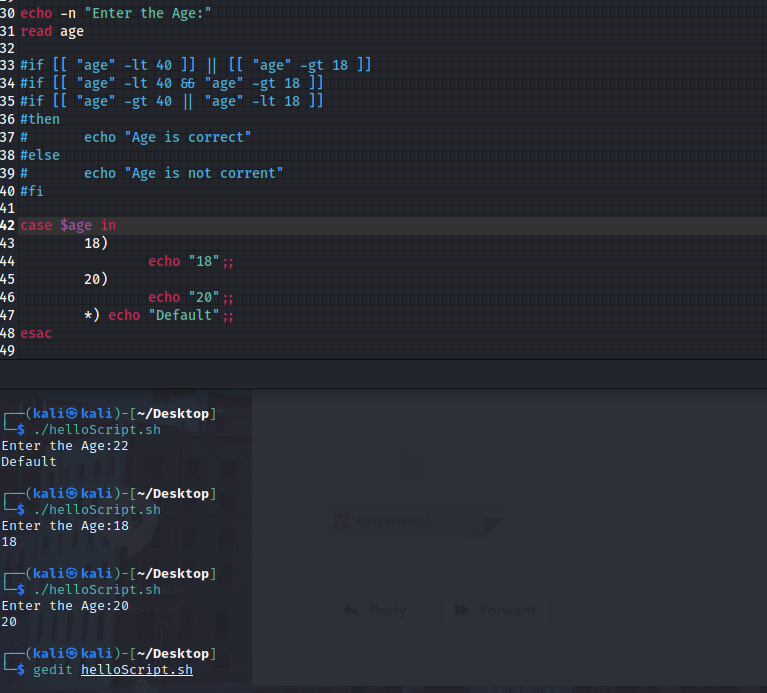 30 echo -n "Enter the Age:"
31 read age
32
33 #if [[ "age" -lt 40 ]] || [[ "age" -gt 18 ]]
34 #if [[ "age" -lt 40 && "age" -gt 18 ]]
35 #if [[ "age" -gt 40 || "age" -lt 18 ]]
36 #then
37 #       echo "Age is correct"
38 #else
39 #       echo "Age is not corrent"
40 #fi
41
42 case $age in
43         18)
44                 echo "18";;
45         20)
46                 echo "20";;
47         *) echo "Default";;
48 esac
49
┌──(kali㉿kali)-[~/Desktop]
└─$ ./helloScript.sh
Enter the Age:22
Default
┌──(kali㉿kali)-[~/Desktop]
└─$ ./helloScript.sh
Enter the Age:18
18
┌──(kali㉿kali)-[~/Desktop]
└─$ ./helloScript.sh
Enter the Age:20
20
┌──(kali㉿kali)-[~/Desktop]
└─$ gedit helloScript.sh
helloScript.sh
Reply Forward